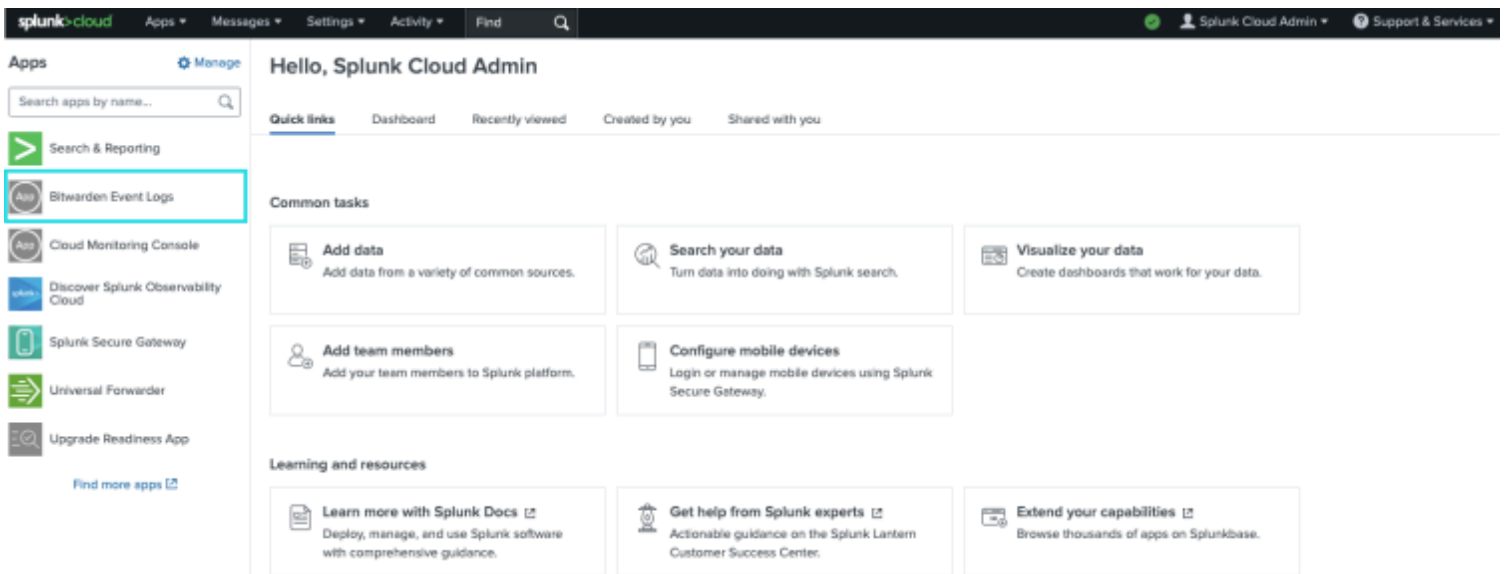 splunk>cloud Apps Messages Settings Activity Find Splunk Cloud Admin Support & Services
Apps Manage
Search apps by name...
Search & Reporting
App Bitwarden Event Logs
App Cloud Monitoring Console
splunk> Discover Splunk Observability
Cloud
Splunk Secure Gateway
Universal Forwarder
Upgrade Readiness App
Find more apps
Hello, Splunk Cloud Admin
Quick links Dashboard Recently viewed Created by you Shared with you
Common tasks
Add data
Add data from a variety of common sources.
Search your data
Turn data into doing with Splunk search.
Visualize your data
Create dashboards that work for your data.
Add team members
Add your team members to Splunk platform.
Configure mobile devices
Login or manage mobile devices using Splunk
Secure Gateway.
Learning and resources
Learn more with Splunk Docs
Deploy, manage, and use Splunk software
with comprehensive guidance.
Get help from Splunk experts
Actionable guidance on the Splunk Lantern
Customer Success Center.
Extend your capabilities
Browse thousands of apps on Splunkbase.